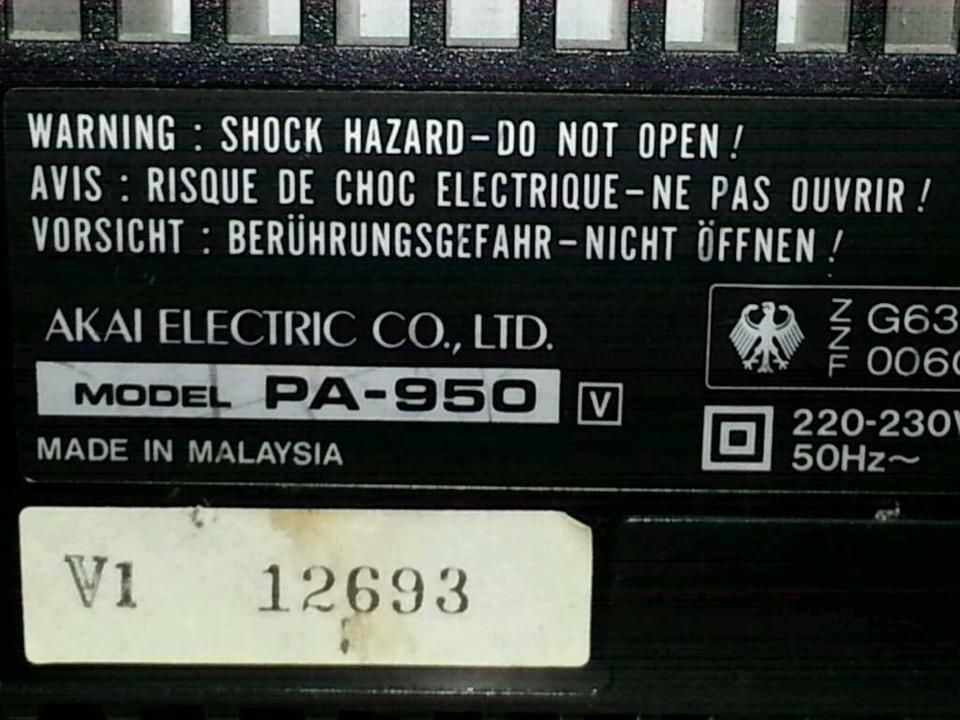 WARNING : SHOCK HAZARD–DO NOT OPEN !
AVIS : RISQUE DE CHOC ELECTRIQUE–NE PAS OUVRIR !
VORSICHT : BERÜHRUNGSGEFAHR–NICHT ÖFFNEN !
AKAI ELECTRIC CO., LTD.
MODEL PA-950 V
MADE IN MALAYSIA
ZZF
G63
0060
220-230V
50Hz~
V1 12693